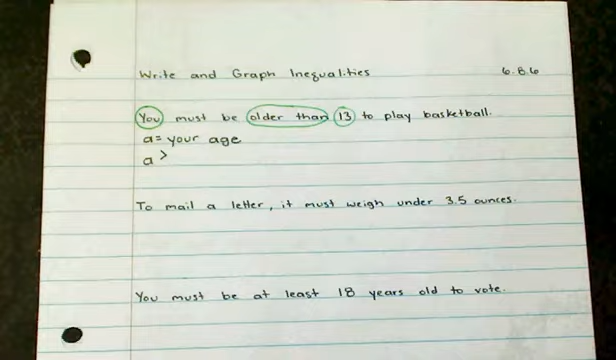 Write and Graph Inequalities 6.8.6
You must be older than 13 to play basketball.
a = your age
a >
To mail a letter, it must weigh under 3.5 ounces.
You must be at least 18 years old to vote.